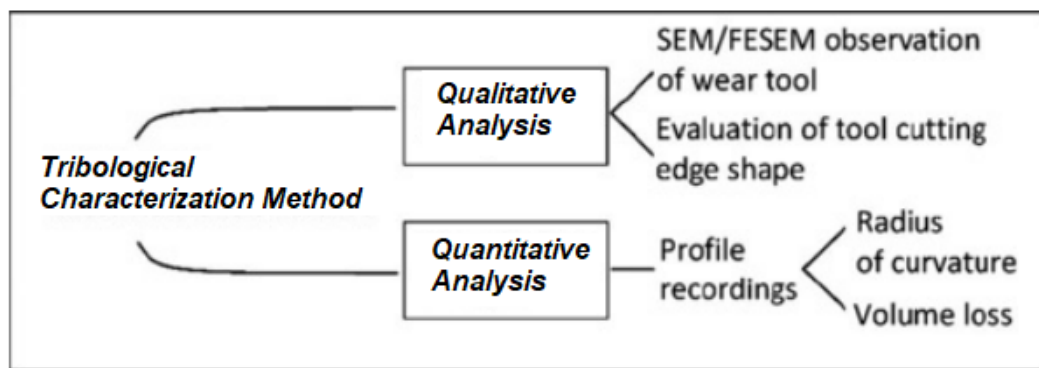 Tribological
Characterization Method
Qualitative
Analysis
SEM/FESEM observation
of wear tool
Evaluation of tool cutting
edge shape
Quantitative
Analysis
Profile
recordings
Radius
of curvature
Volume loss